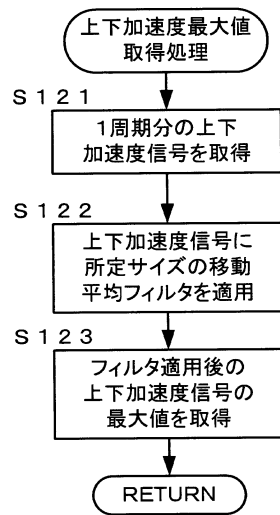 上下加速度最大値
取得処理
S121
1周期分の上下
加速度信号を取得
S122
上下加速度信号に
所定サイズの移動
平均フィルタを適用
S123
フィルタ適用後の
上下加速度信号の
最大値を取得
RETURN